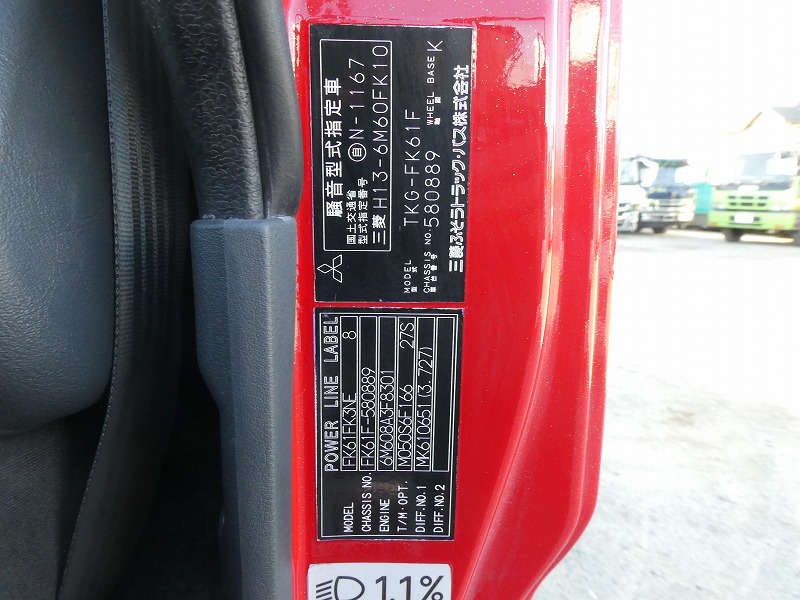 騒音型式指定車
国土交通省
型式指定番号 自N-1167
三菱 H13-6M60FK10
MODEL
型式 TKG-FK61F
CHASSIS NO.
車台番号 580889 WHEEL BASE
軸距 K
三菱ふそうトラック・バス株式会社
POWER LINE LABEL
MODEL FK61FK3NE 8
CHASSIS NO. FK61F-580889
ENGINE 6M608A3F8301
T/M・OPT. M050S6F166 27S
DIFF.NO.1 MK610651(3.727)
DIFF.NO.2
1.1%